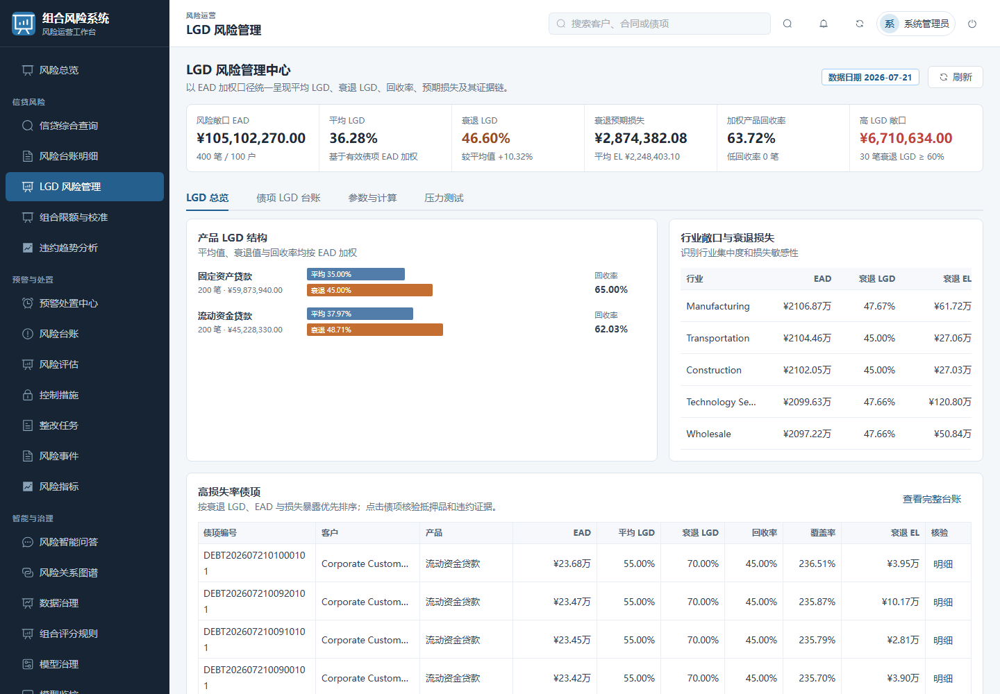 组合风险系统
风险运营工作台
风险总览
信贷风险
信贷综合查询
风险台账明细
LGD 风险管理
组合限额与校准
违约趋势分析
预警与处置
预警处置中心
风险台账
风险评估
控制措施
整改任务
风险事件
风险指标
智能与治理
风险智能问答
风险关系图谱
数据治理
组合评分规则
模型治理
模型监控
风险运营
LGD 风险管理
搜索客户、合同或债项
系 系统管理员
LGD 风险管理中心
以 EAD 加权口径统一呈现平均 LGD、衰退 LGD、回收率、预期损失及其证据链。
数据日期 2026-07-21
刷新
风险敞口 EAD
¥105,102,270.00
400 笔 / 100 户
平均 LGD
36.28%
基于有效债项 EAD 加权
衰退 LGD
46.60%
较平均值 +10.32%
衰退预期损失
¥2,874,382.08
平均 EL ¥2,248,403.10
加权产品回收率
63.72%
低回收率 0 笔
高 LGD 敞口
¥6,710,634.00
30 笔衰退 LGD ≥ 60%
LGD 总览 债项 LGD 台账 参数与计算 压力测试
产品 LGD 结构
平均值、衰退值与回收率均按 EAD 加权
固定资产贷款
200 笔 · ¥59,873,940.00
平均 35.00%
衰退 45.00%
回收率
65.00%
流动资金贷款
200 笔 · ¥45,228,330.00
平均 37.97%
衰退 48.71%
回收率
62.03%
行业敞口与衰退损失
识别行业集中度和损失敏感性
行业 EAD 衰退 LGD 衰退 EL
Manufacturing ¥2106.87万 47.67% ¥61.72万
Transportation ¥2104.46万 45.00% ¥27.06万
Construction ¥2102.05万 45.00% ¥27.03万
Technology Se... ¥2099.63万 47.66% ¥120.80万
Wholesale ¥2097.22万 47.66% ¥50.84万
高损失率债项
按衰退 LGD、EAD 与损失暴露优先排序；点击债项核验抵押品和违约证据。
查看完整台账
债项编号 客户 产品 EAD 平均 LGD 衰退 LGD 回收率 覆盖率 衰退 EL 核验
DEBT2026072101000101 Corporate Custom... 流动资金贷款 ¥23.68万 55.00% 70.00% 45.00% 236.51% ¥3.95万 明细
DEBT2026072100920101 Corporate Custom... 流动资金贷款 ¥23.47万 55.00% 70.00% 45.00% 235.87% ¥10.17万 明细
DEBT2026072100910101 Corporate Custom... 流动资金贷款 ¥23.45万 55.00% 70.00% 45.00% 235.79% ¥2.81万 明细
DEBT2026072100900101 Corporate Custom... 流动资金贷款 ¥23.42万 55.00% 70.00% 45.00% 235.70% ¥3.90万 明细